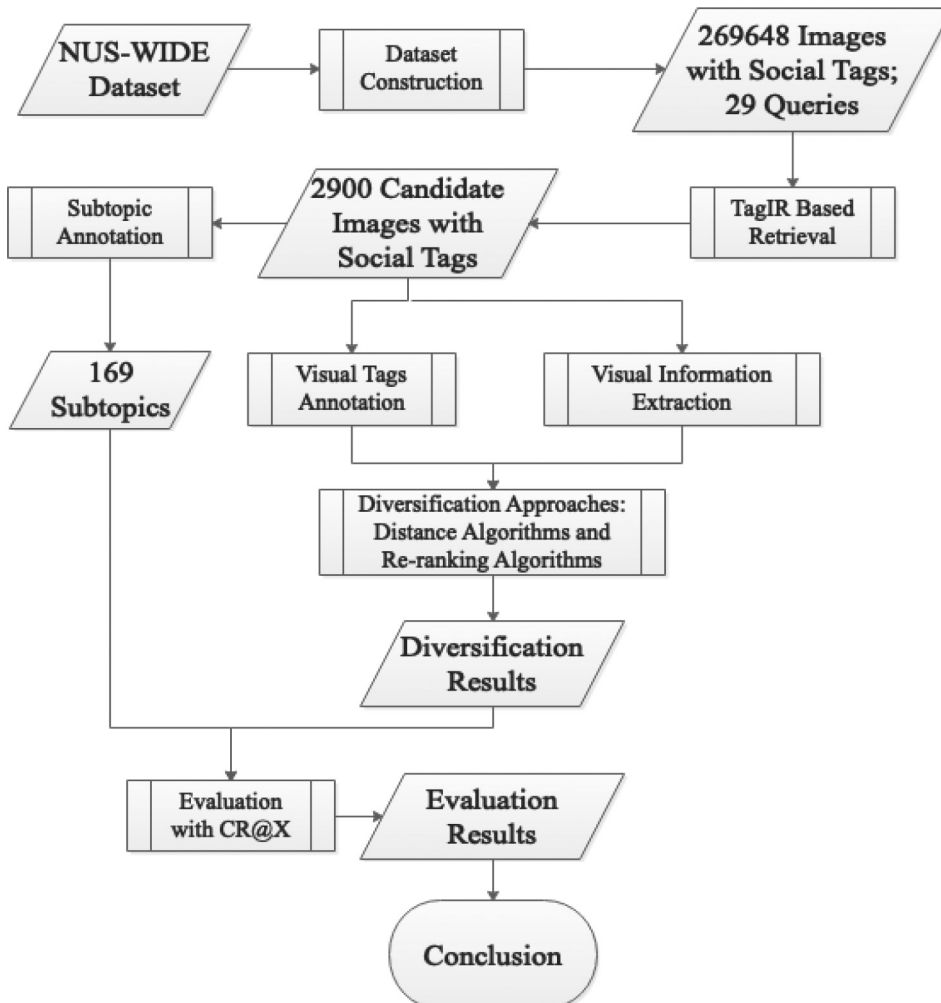 NUS-WIDE
Dataset
Dataset
Construction
269648 Images
with Social Tags;
29 Queries
Subtopic
Annotation
2900 Candidate
Images with
Social Tags
TagIR Based
Retrieval
169
Subtopics
Visual Tags
Annotation
Visual Information
Extraction
Diversification Approaches:
Distance Algorithms and
Re-ranking Algorithms
Diversification
Results
Evaluation
with CR@X
Evaluation
Results
Conclusion